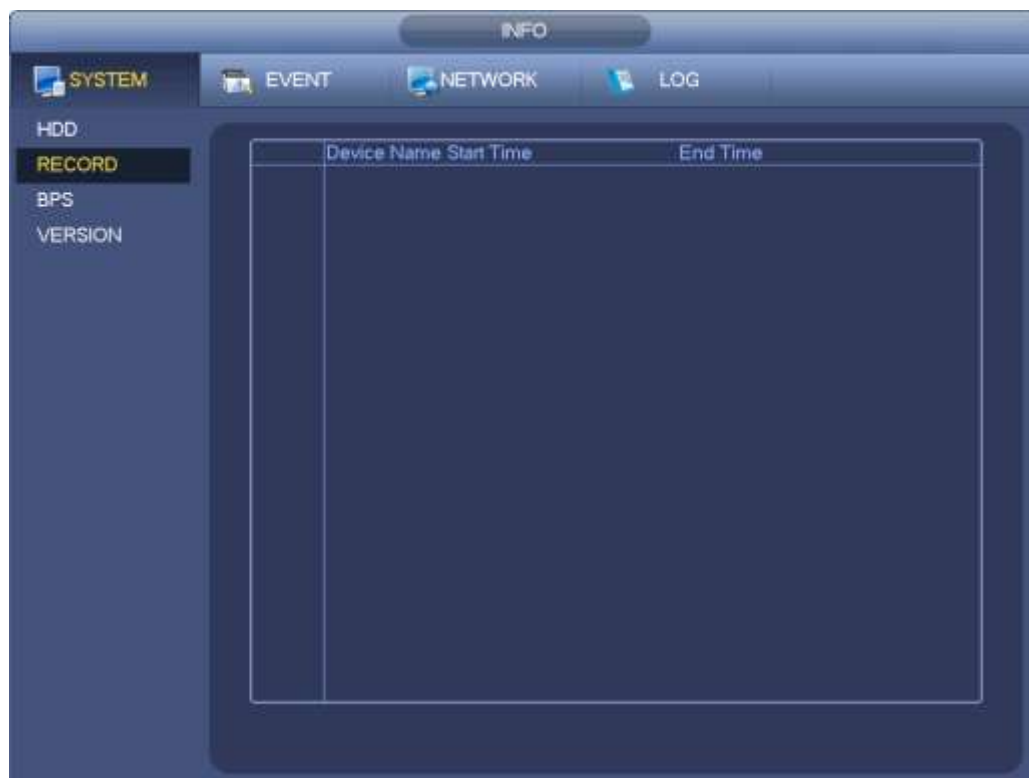 INFO
SYSTEM EVENT NETWORK LOG
HDD
RECORD
BPS
VERSION
Device Name Start Time End Time